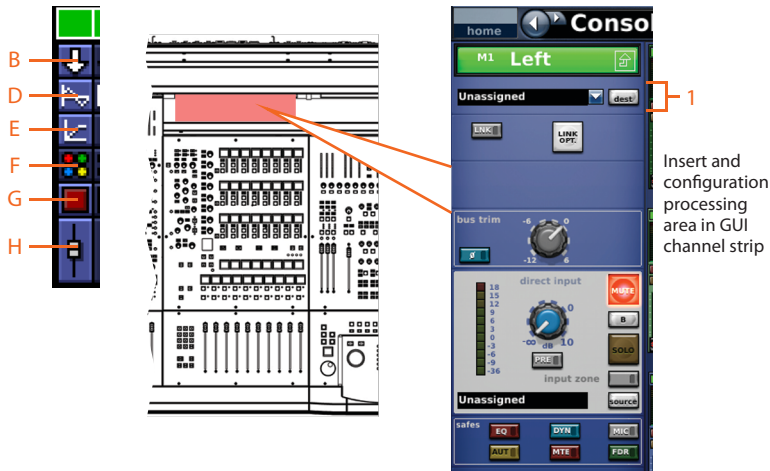 B
D
E
F
G
H
home
Consol
M1 Left
Unassigned
dest
1
LNK
LINK
OPT.
Insert and
configuration
processing
area in GUI
channel strip
bus trim
-6
0
ø
-12
6
direct input
18
15
12
9
6
3
0
-3
-6
-9
-36
0
-∞ dB 10
PRE
MUTE
B
SOLO
input zone
Unassigned
source
safes
EQ
DYN
MIC
AUT
MTE
FDR